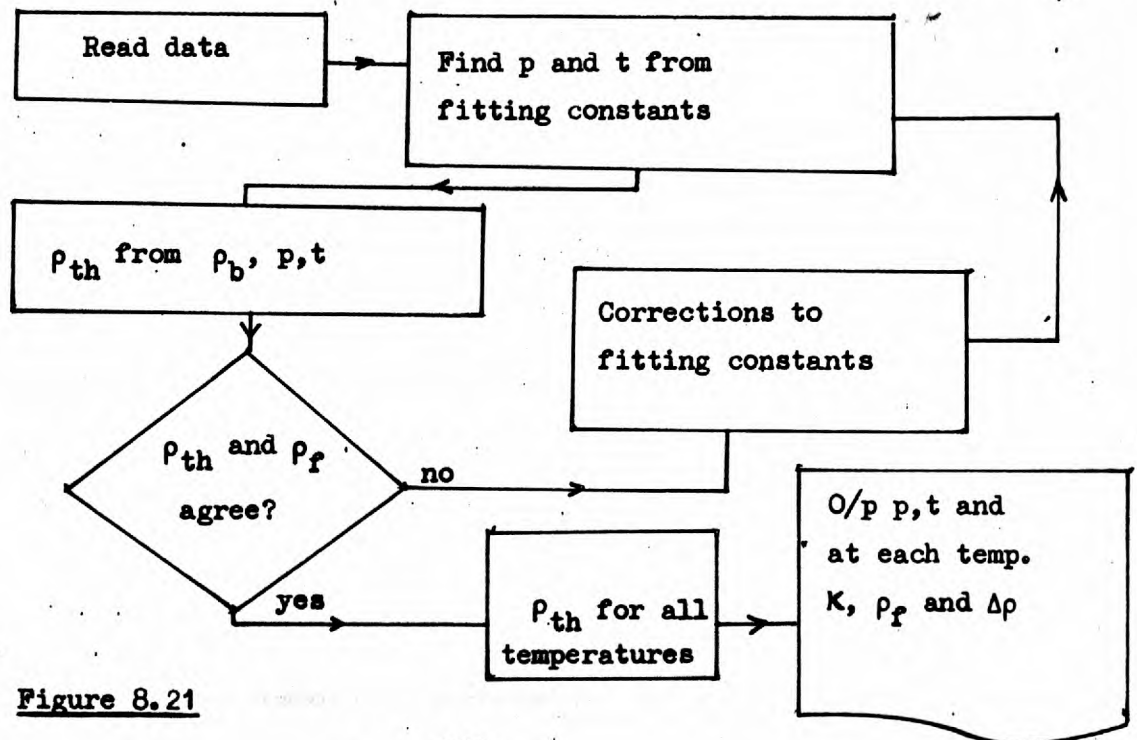 Read data
Find p and t from
fitting constants
ρth from ρb, p,t
Corrections to
fitting constants
ρth and ρf
agree?
no
yes
ρth for all
temperatures
O/p p,t and
at each temp.
K, ρf and Δρ
Figure 8.21